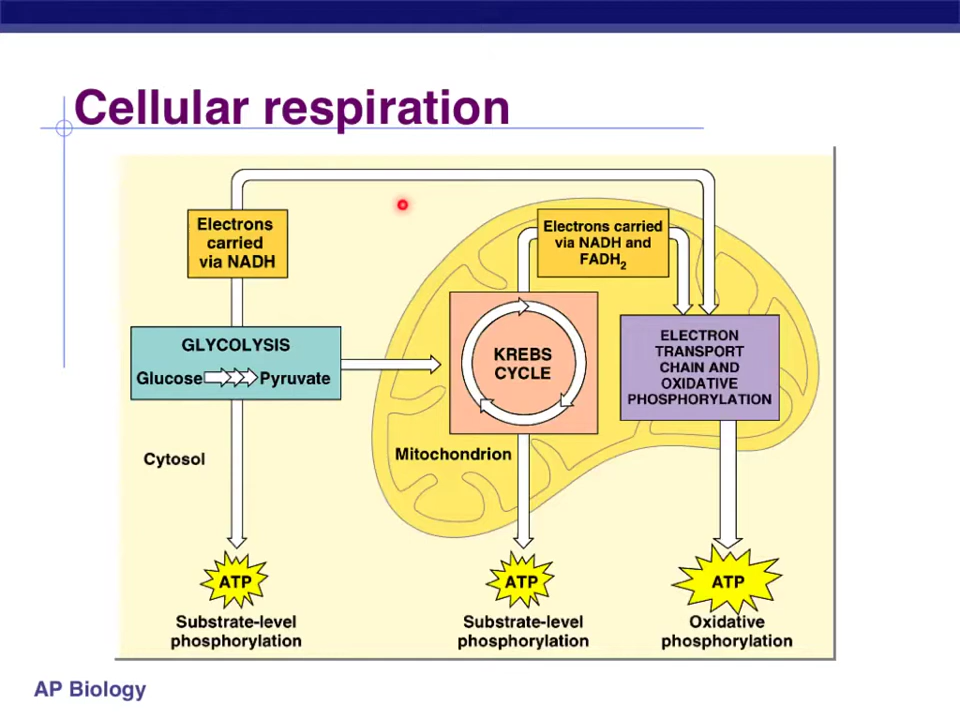 Cellular respiration
Electrons
carried
via NADH
Electrons carried
via NADH and
FADH2
GLYCOLYSIS
Glucose Pyruvate
KREBS
CYCLE
ELECTRON
TRANSPORT
CHAIN AND
OXIDATIVE
PHOSPHORYLATION
Cytosol
Mitochondrion
ATP
ATP
ATP
Substrate-level
phosphorylation
Substrate-level
phosphorylation
Oxidative
phosphorylation
AP Biology